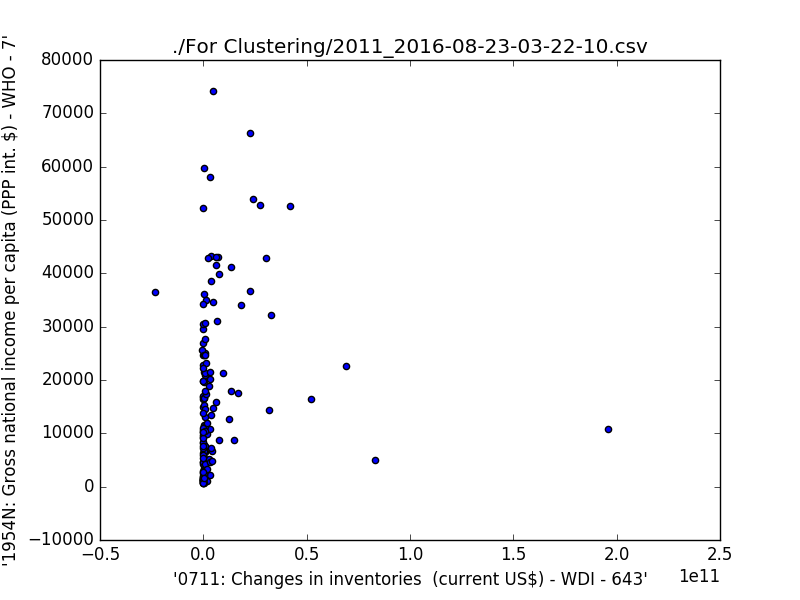 ./For Clustering/2011_2016-08-23-03-22-10.csv
'1954N: Gross national income per capita (PPP int. $) - WHO - 7'
80000
70000
60000
50000
40000
30000
20000
10000
0
−10000
−0.5 0.0 0.5 1.0 1.5 2.0 2.5
1e11
'0711: Changes in inventories  (current US$) - WDI - 643'